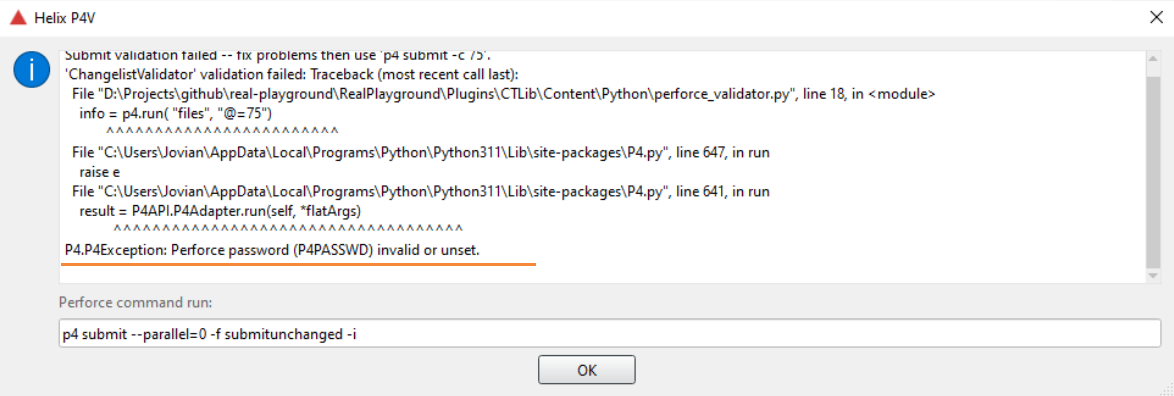 Helix P4V
Submit validation failed -- fix problems then use 'p4 submit -c 75'.
'ChangelistValidator' validation failed: Traceback (most recent call last):
File "D:\Projects\github\real-playground\RealPlayground\Plugins\CTLib\Content\Python\perforce_validator.py", line 18, in <module>
info = p4.run( "files", "@=75")
^^^^^^^^^^^^^^^^^^^^^^^^
File "C:\Users\Jovian\AppData\Local\Programs\Python\Python311\Lib\site-packages\P4.py", line 647, in run
raise e
File "C:\Users\Jovian\AppData\Local\Programs\Python\Python311\Lib\site-packages\P4.py", line 641, in run
result = P4API.P4Adapter.run(self, *flatArgs)
^^^^^^^^^^^^^^^^^^^^^^^^^^^^^^^^^^^^
P4.P4Exception: Perforce password (P4PASSWD) invalid or unset.
Perforce command run:
p4 submit --parallel=0 -f submitunchanged -i
OK